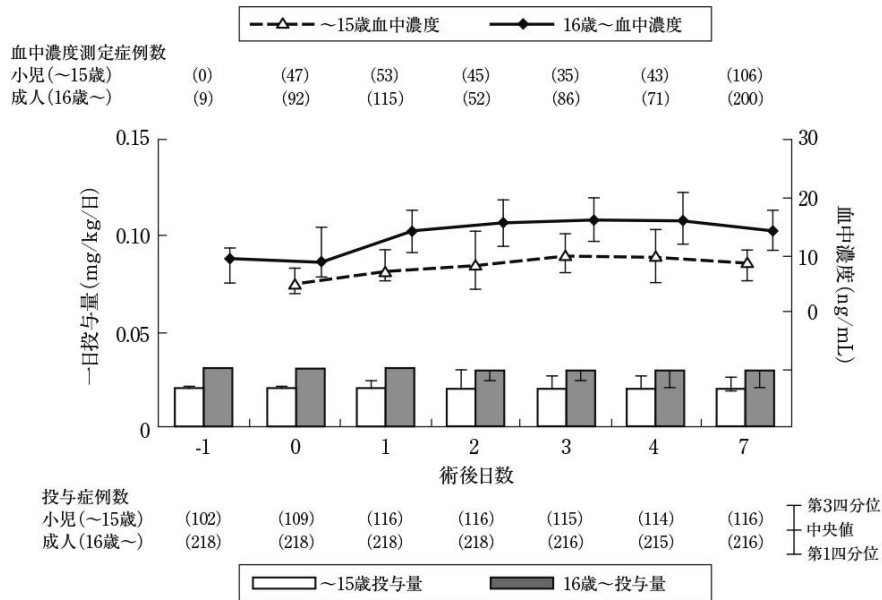 ～15歳血中濃度 16歳～血中濃度
血中濃度測定症例数
小児(～15歳) (0) (47) (53) (45) (35) (43) (106)
成人(16歳～) (9) (92) (115) (52) (86) (71) (200)
0.15 30
0.10 20
0.05 10
0 0
一日投与量(mg/kg/日)
血中濃度(ng/mL)
-1 0 1 2 3 4 7
術後日数
投与症例数
小児(～15歳) (102) (109) (116) (116) (115) (114) (116)
成人(16歳～) (218) (218) (218) (218) (216) (215) (216)
第3四分位
中央値
第1四分位
～15歳投与量 16歳～投与量